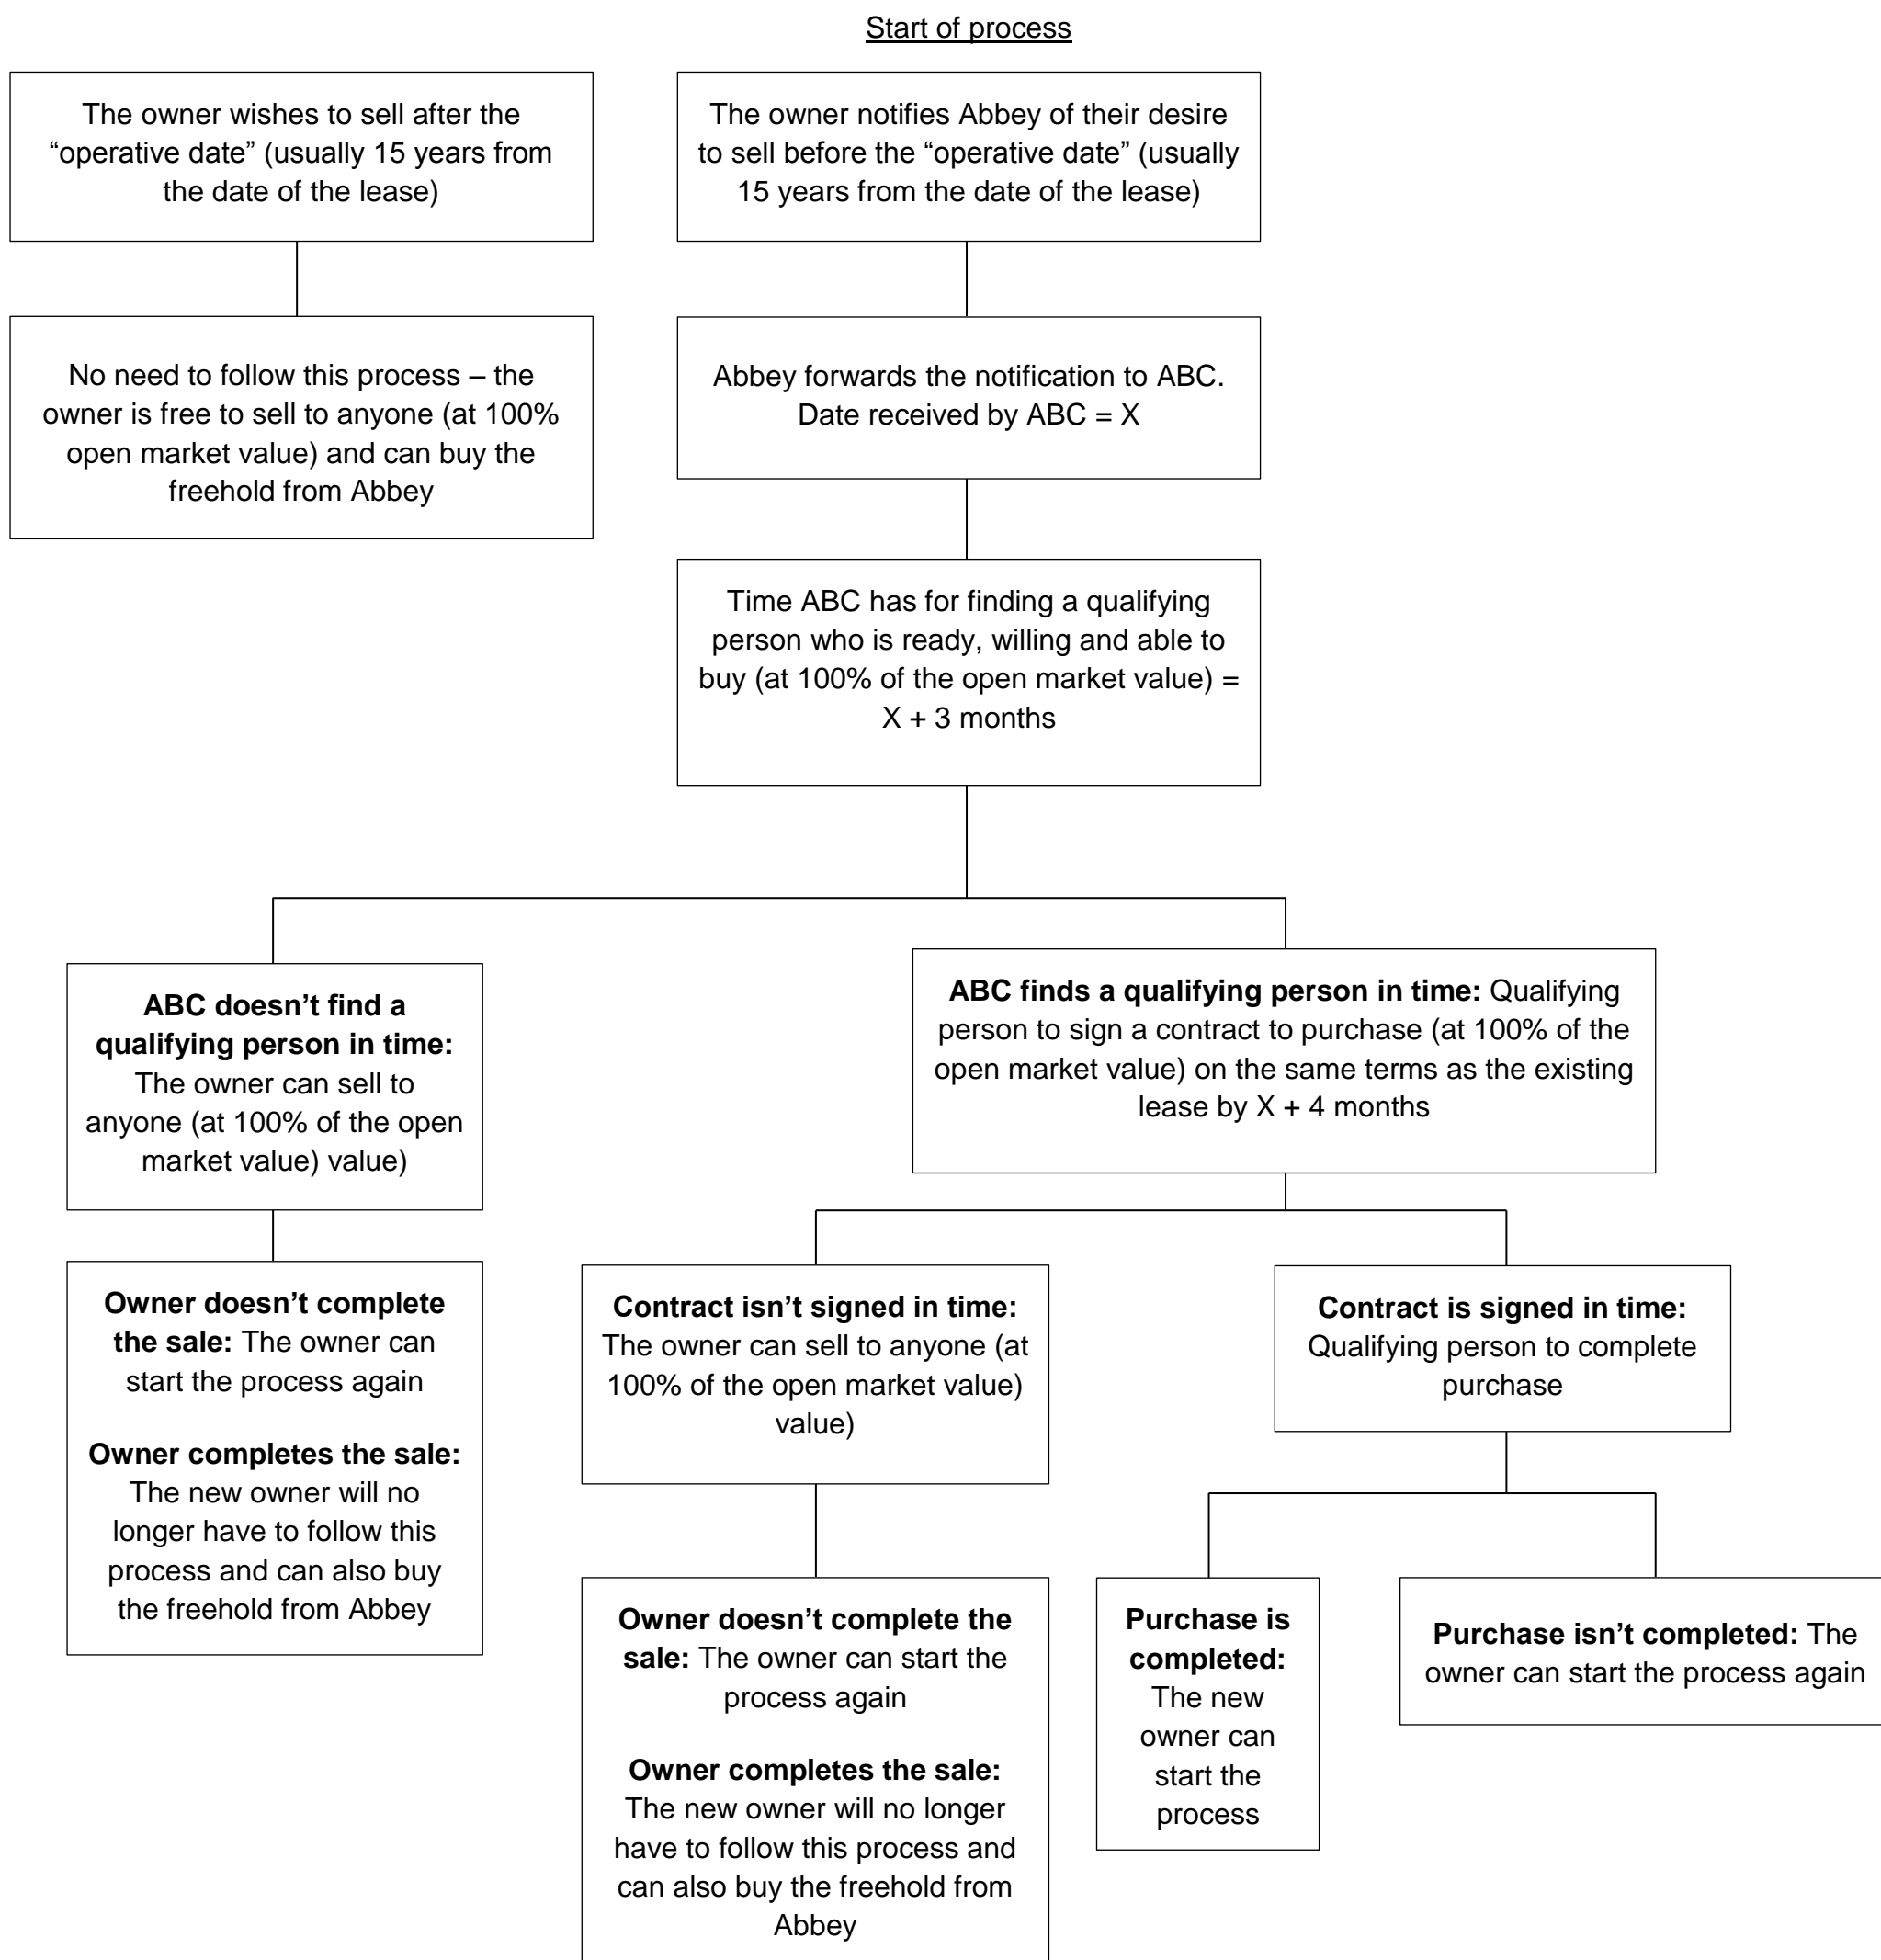 Start of process
The owner wishes to sell after the
“operative date” (usually 15 years from
the date of the lease)
The owner notifies Abbey of their desire
to sell before the “operative date” (usually
15 years from the date of the lease)
No need to follow this process – the
owner is free to sell to anyone (at 100%
open market value) and can buy the
freehold from Abbey
Abbey forwards the notification to ABC.
Date received by ABC = X
Time ABC has for finding a qualifying
person who is ready, willing and able to
buy (at 100% of the open market value) =
X + 3 months
ABC doesn’t find a
qualifying person in time:
The owner can sell to
anyone (at 100% of the open
market value) value)
ABC finds a qualifying person in time: Qualifying
person to sign a contract to purchase (at 100% of the
open market value) on the same terms as the existing
lease by X + 4 months
Owner doesn’t complete
the sale: The owner can
start the process again
Owner completes the sale:
The new owner will no
longer have to follow this
process and can also buy
the freehold from Abbey
Contract isn’t signed in time:
The owner can sell to anyone (at
100% of the open market value)
value)
Contract is signed in time:
Qualifying person to complete
purchase
Owner doesn’t complete the
sale: The owner can start the
process again
Owner completes the sale:
The new owner will no longer
have to follow this process and
can also buy the freehold from
Abbey
Purchase is
completed:
The new
owner can
start the
process
Purchase isn’t completed: The
owner can start the process again